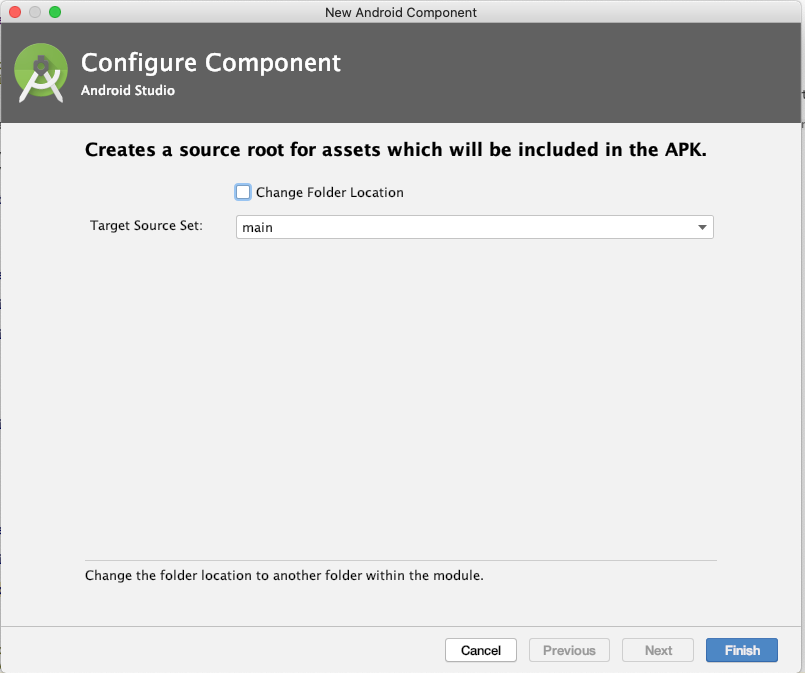 New Android Component
Configure Component
Android Studio
Creates a source root for assets which will be included in the APK.
Change Folder Location
Target Source Set:
main
Change the folder location to another folder within the module.
Cancel
Previous
Next
Finish